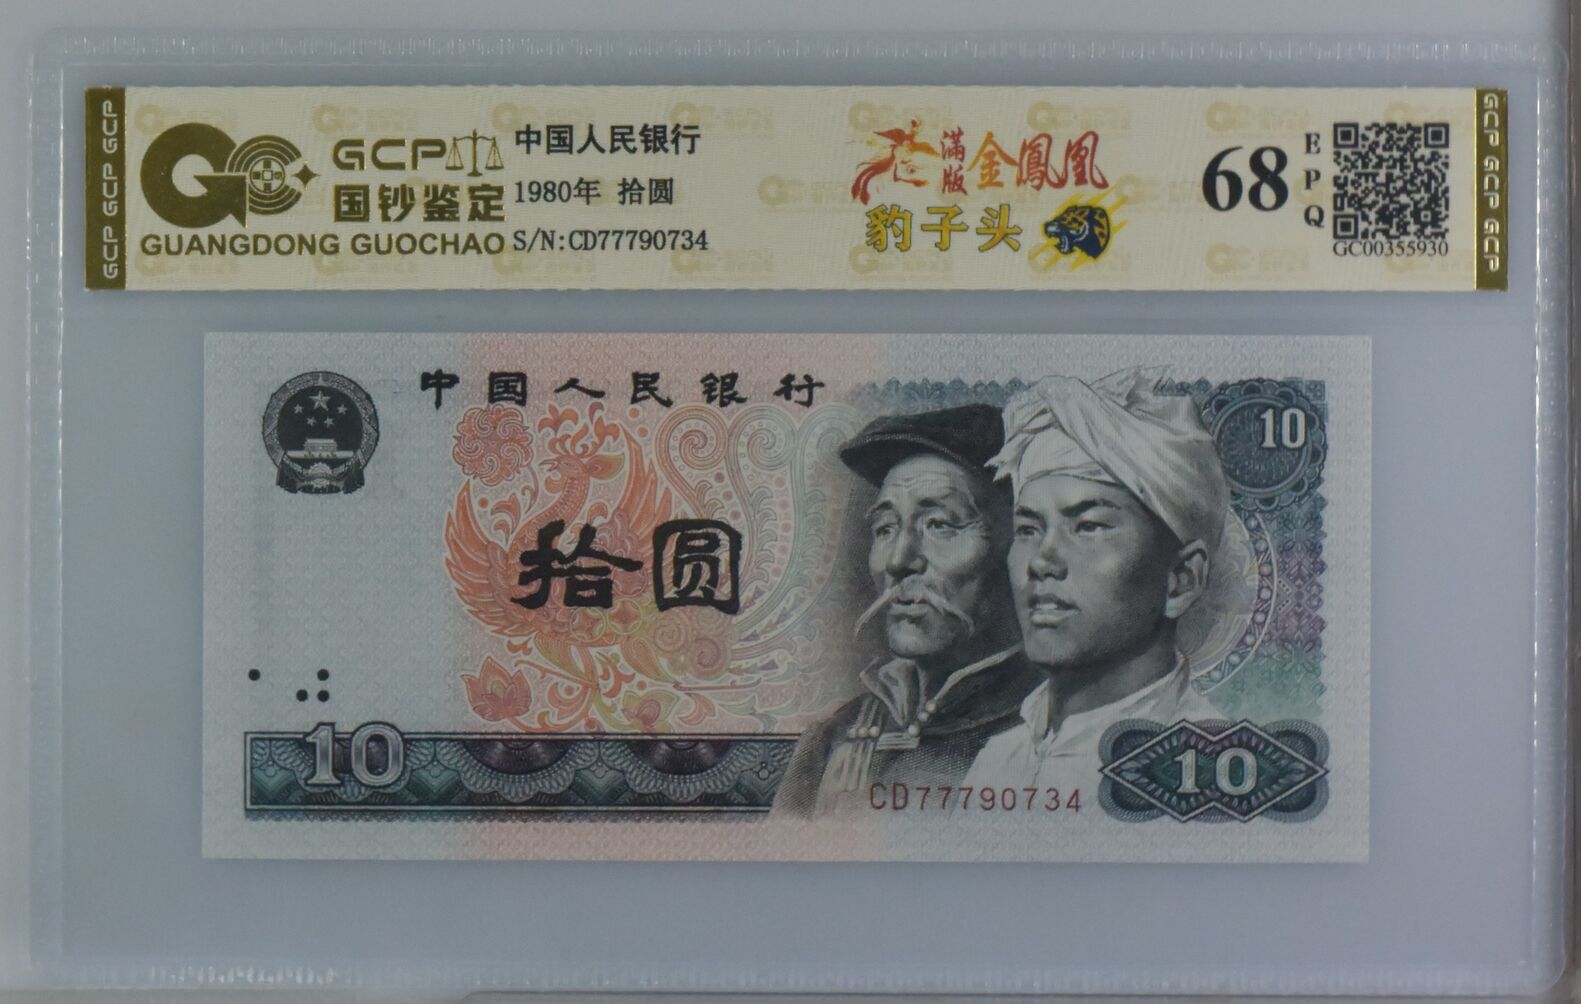 GCP GCP GCP
GCP
国钞鉴定
GUANGDONG GUOCHAO
中国人民银行
1980年 拾圆
S/N:CD77790734
满版
金鳳凰
豹子头
68
EPQ
GC00355930
GCP GCP GCP
中国人民银行
10
拾圆
10
CD77790734
10